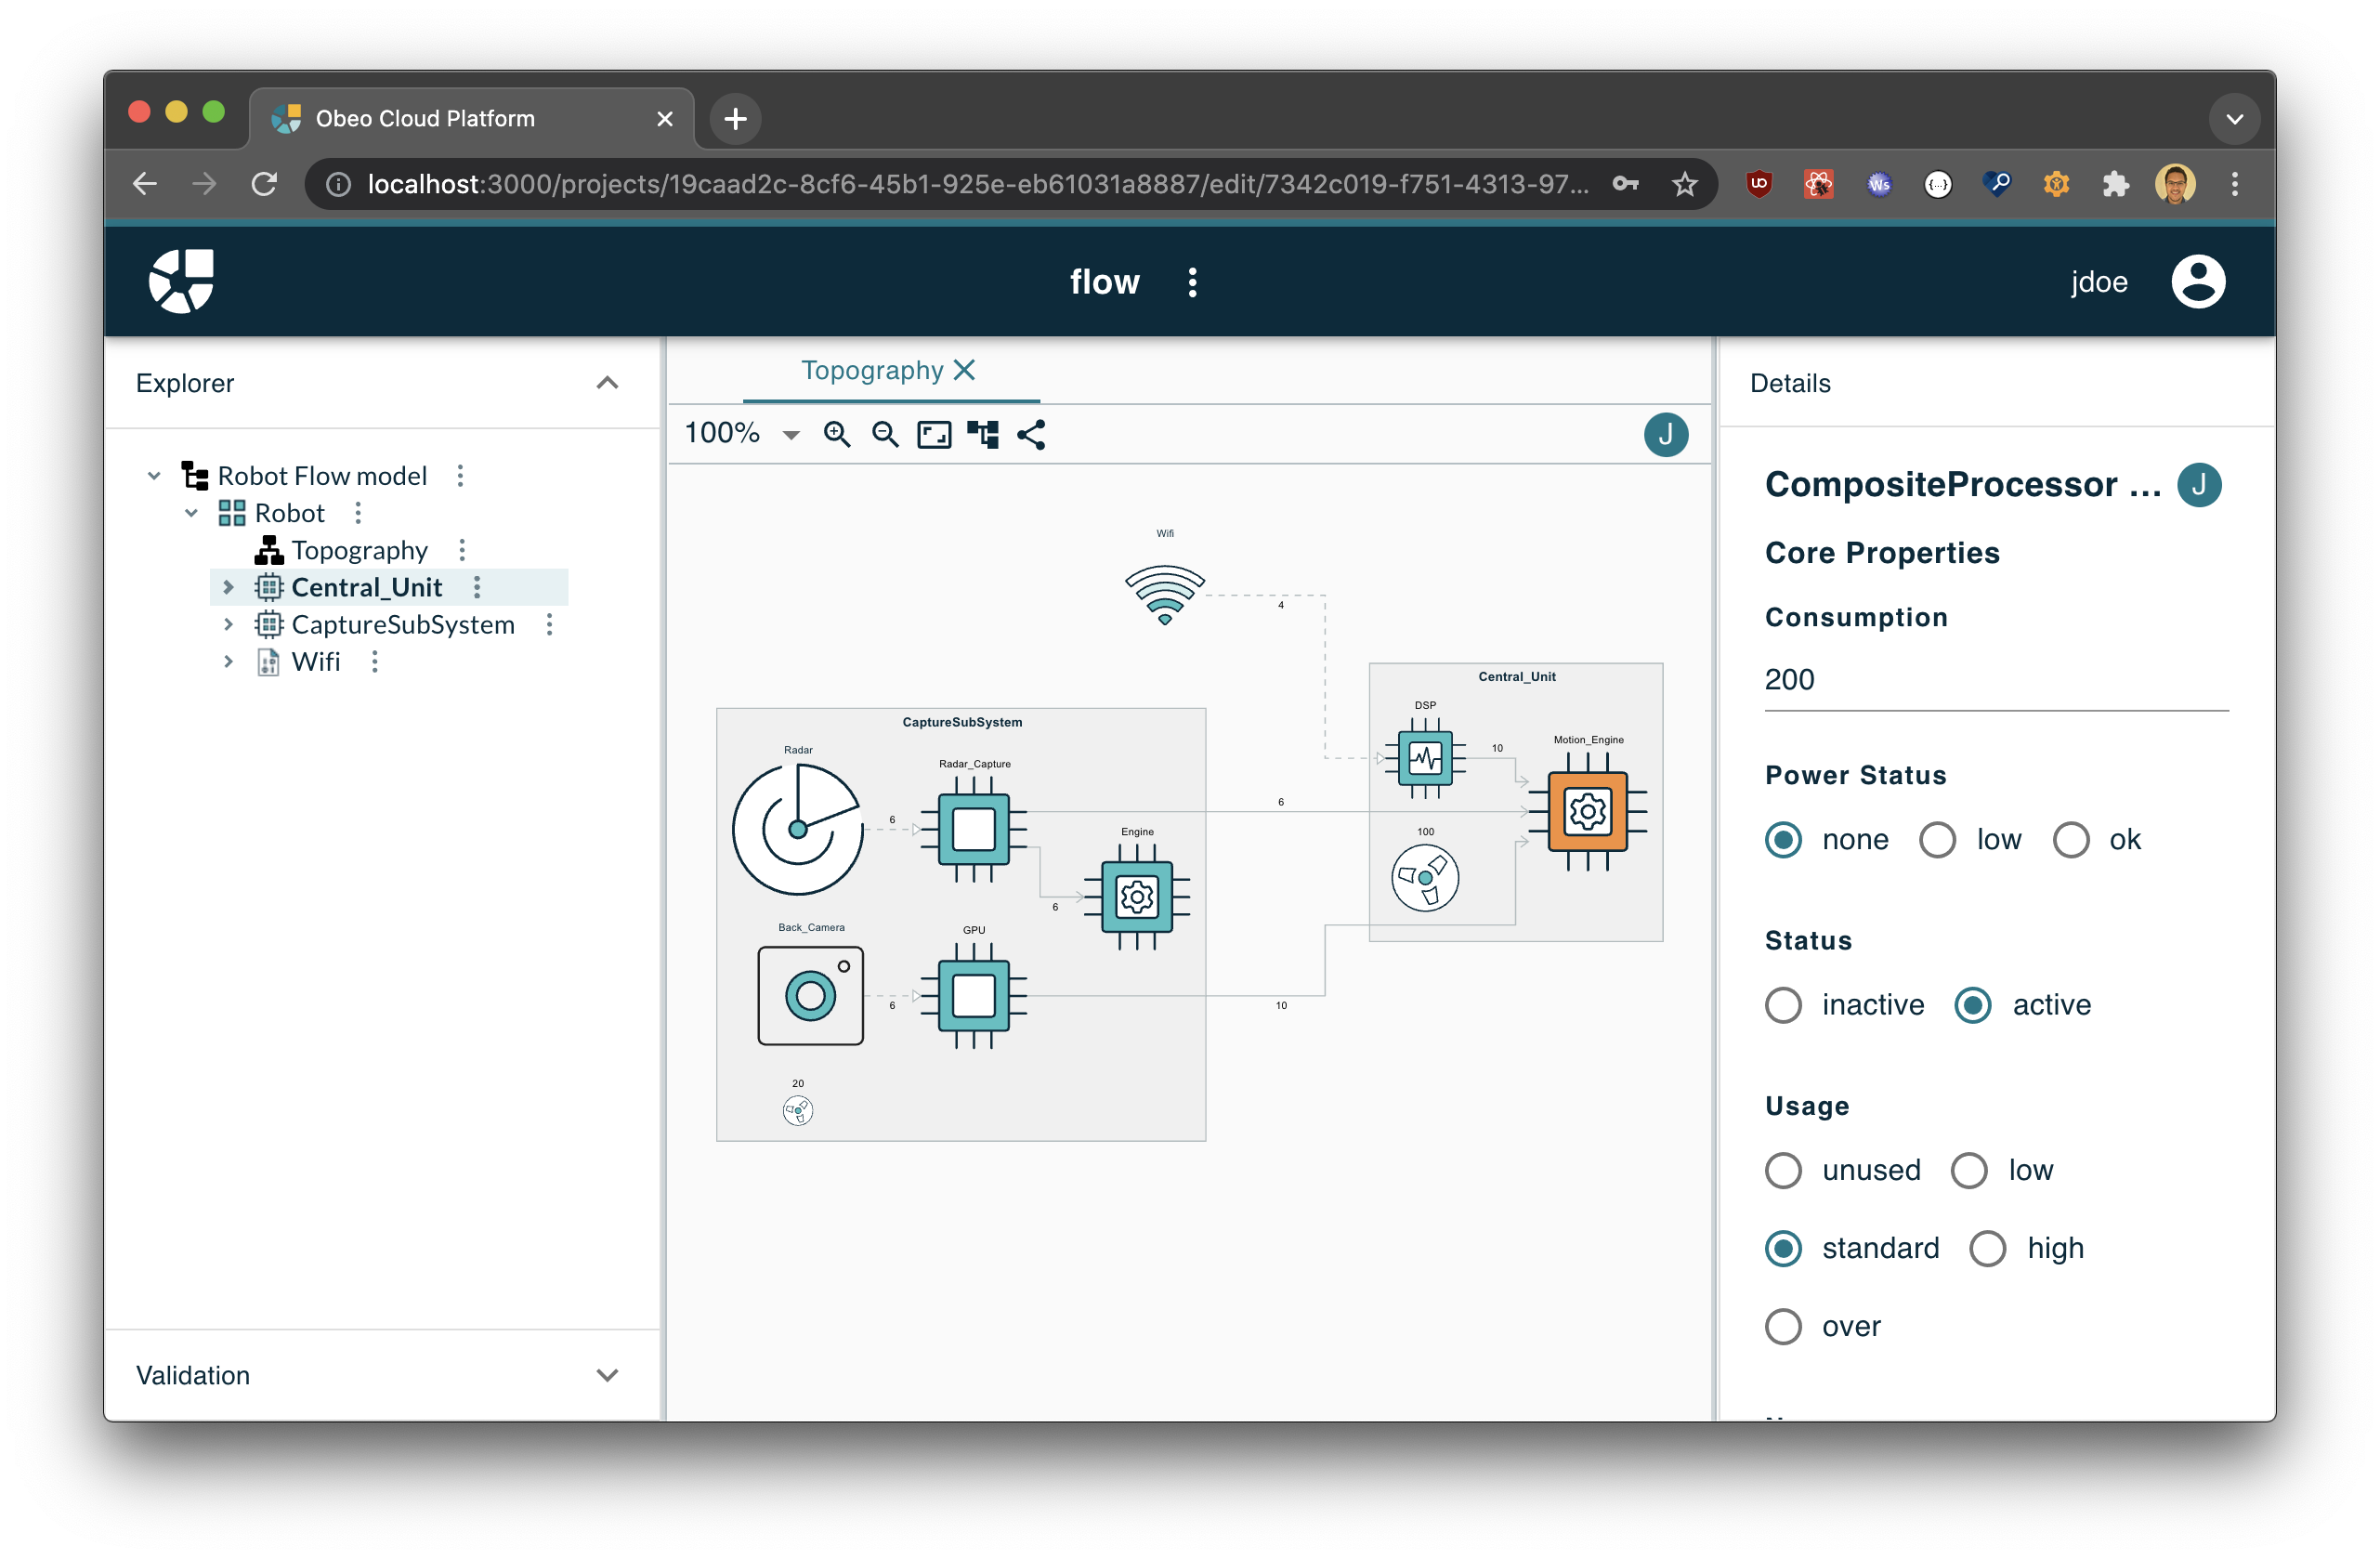 Obeo Cloud Platform
localhost:3000/projects/19caad2c-8cf6-45b1-925e-eb61031a8887/edit/7342c019-f751-4313-97...
flow
jdoe
Explorer
Robot Flow model
Robot
Topography
Central_Unit
CaptureSubSystem
Wifi
Validation
Topography
100%
J
Wifi
4
Central_Unit
DSP
10
Motion_Engine
100
CaptureSubSystem
Radar
Radar_Capture
6
6
Engine
6
Back_Camera
GPU
6
10
20
Details
CompositeProcessor ...
J
Core Properties
Consumption
200
Power Status
none low ok
Status
inactive active
Usage
unused low
standard high
over